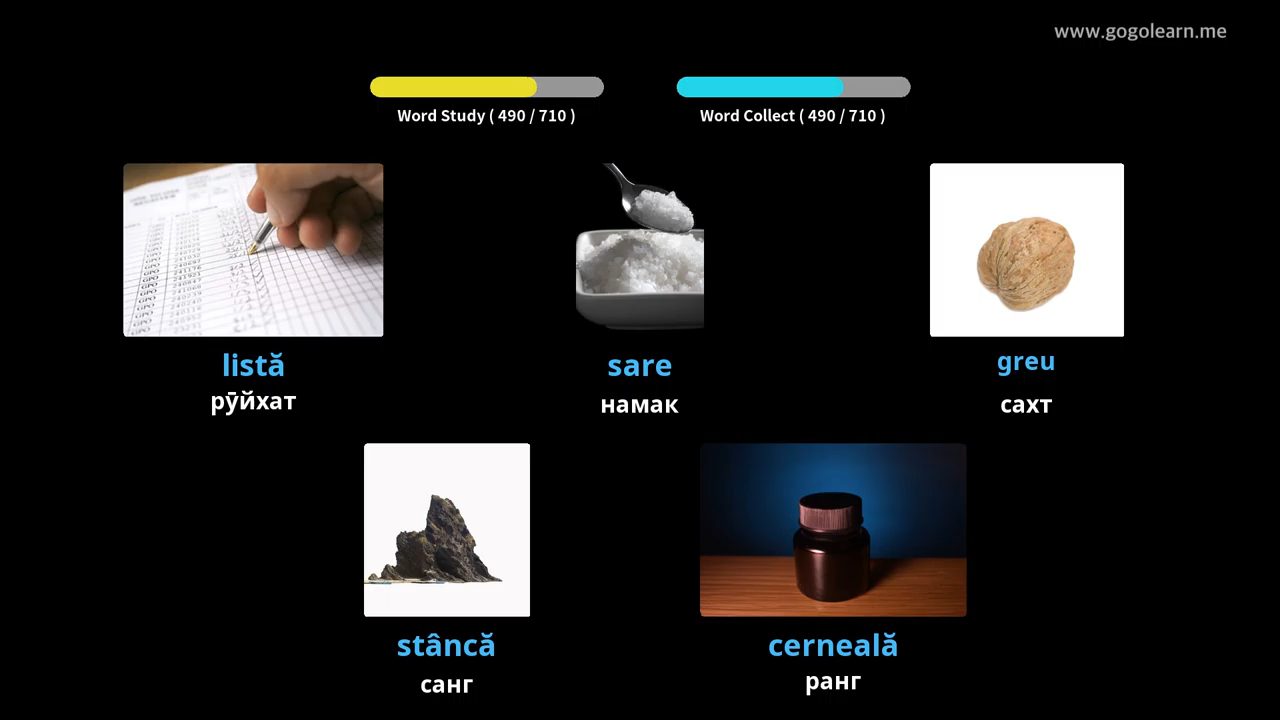 www.gogolearn.me
Word Study ( 490 / 710 )
Word Collect ( 490 / 710 )
listă
рӯйхат
sare
намак
greu
сахт
stâncă
санг
cerneală
ранг